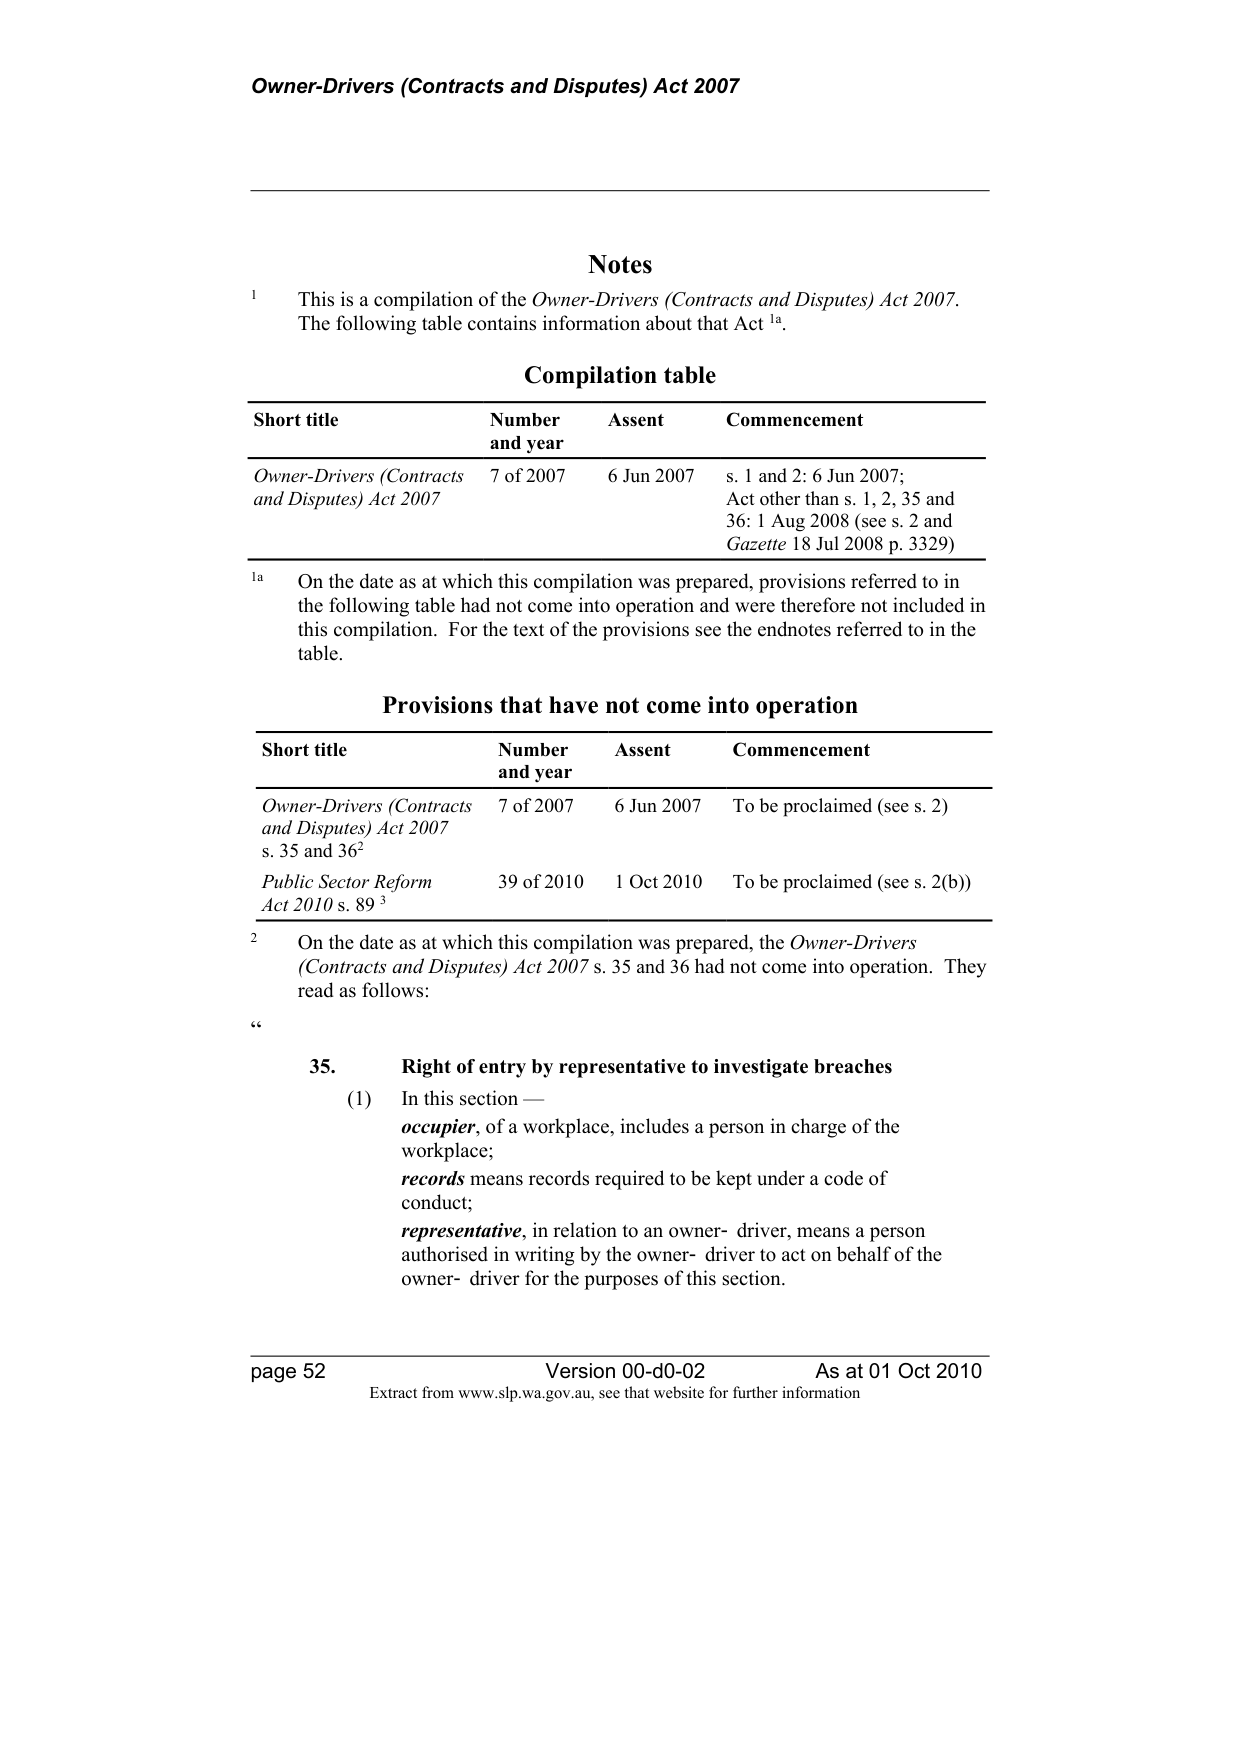 Owner-Drivers (Contracts and Disputes) Act 2007
Notes
1 This is a compilation of the Owner-Drivers (Contracts and Disputes) Act 2007.
The following table contains information about that Act 1a.
Compilation table
Short title Number and year Assent Commencement
Owner-Drivers (Contracts 7 of 2007 6 Jun 2007 s. 1 and 2: 6 Jun 2007;
and Disputes) Act 2007 Act other than s. 1, 2, 35 and
36: 1 Aug 2008 (see s. 2 and
Gazette 18 Jul 2008 p. 3329)
1a On the date as at which this compilation was prepared, provisions referred to in
the following table had not come into operation and were therefore not included in
this compilation. For the text of the provisions see the endnotes referred to in the
table.
Provisions that have not come into operation
Short title Number and year Assent Commencement
Owner-Drivers (Contracts 7 of 2007 6 Jun 2007 To be proclaimed (see s. 2)
and Disputes) Act 2007
s. 35 and 362
Public Sector Reform 39 of 2010 1 Oct 2010 To be proclaimed (see s. 2(b))
Act 2010 s. 89 3
2 On the date as at which this compilation was prepared, the Owner-Drivers
(Contracts and Disputes) Act 2007 s. 35 and 36 had not come into operation. They
read as follows:
“
35. Right of entry by representative to investigate breaches
(1) In this section —
occupier, of a workplace, includes a person in charge of the
workplace;
records means records required to be kept under a code of
conduct;
representative, in relation to an owner- driver, means a person
authorised in writing by the owner- driver to act on behalf of the
owner- driver for the purposes of this section.
page 52 Version 00-d0-02 As at 01 Oct 2010
Extract from www.slp.wa.gov.au, see that website for further information